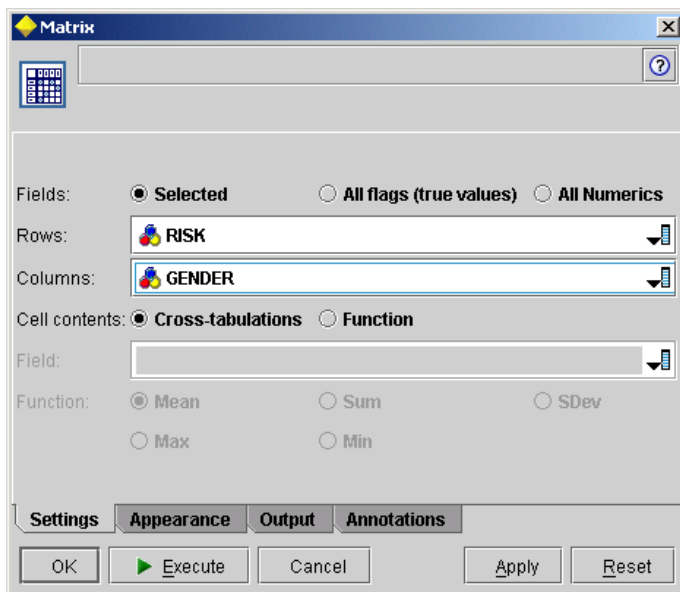 Matrix
Fields: Selected All flags (true values) All Numerics
Rows: RISK
Columns: GENDER
Cell contents: Cross-tabulations Function
Field:
Function: Mean Sum SDev
Max Min
Settings Appearance Output Annotations
OK Execute Cancel Apply Reset